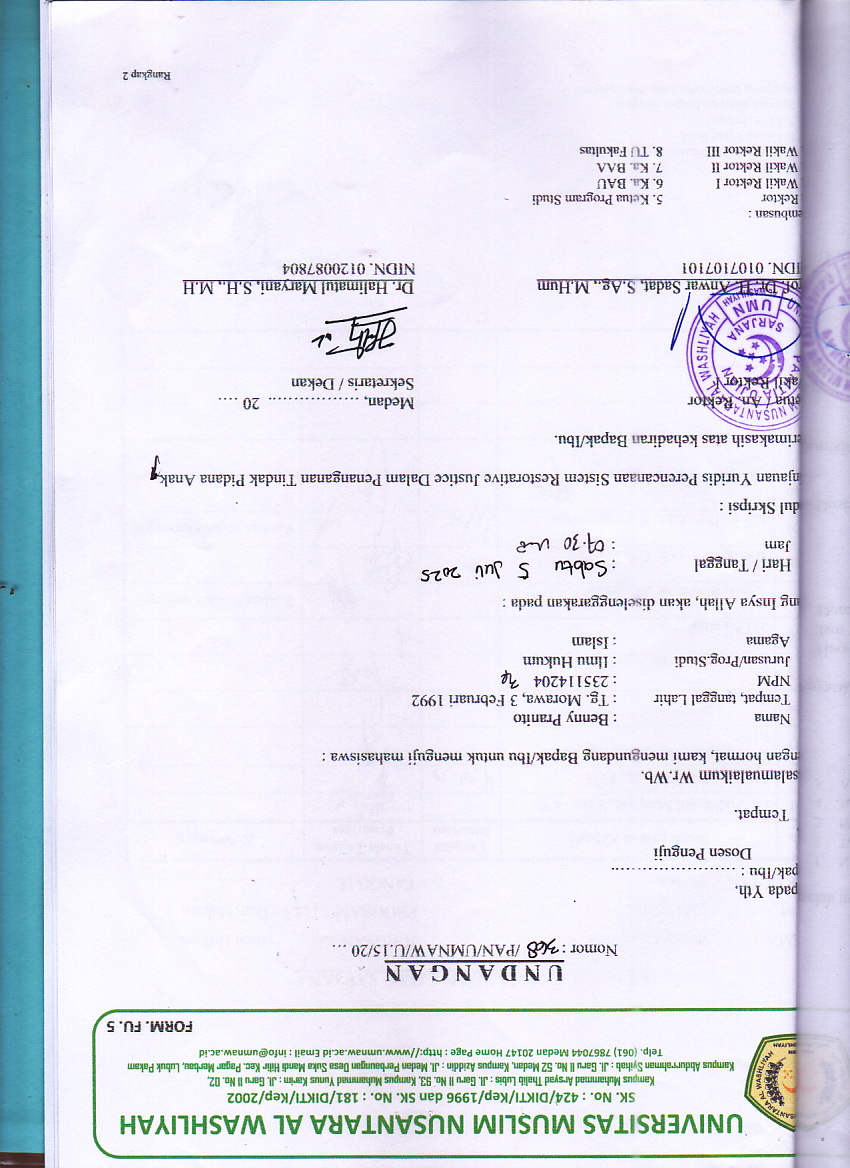 UNIVERSITAS MUSLIM NUSANTARA AL WASHLIYAH
SK. No. : 424/DIKTI/Kep/1996 dan SK. No. : 181/DIKTI/Kep/2002
Kampus Muhammad Arsyad Thalib Lubis : Jl. Garu II No. 93, Kampus Muhammad Yunus Karim : Jl. Garu II No. 02,
Kampus Abdurrahman Syihab : Jl. Garu II No. 52 Medan, Kampus Aziddin : Jl. Medan Perbaungan Desa Suka Mandi Hilir Kec. Pagar Merbau, Lubuk Pakam
Telp. (061) 7867044 Medan 20147 Home Page : http://www.umnaw.ac.id Email : info@umnaw.ac.id
FORM. FU. 5
UNDANGAN
Nomor : 368 /PAN/UMNAW/U.15/20 ...
pada Yth.
pak/Ibu : ........................
Dosen Penguji
Tempat.
salamualaikum Wr.Wb.
ngan hormat, kami mengundang Bapak/Ibu untuk menguji mahasiswa :
Nama : Benny Pranito
Tempat, tanggal Lahir : Tg. Morawa, 3 Februari 1992
NPM : 235114204
Jurusan/Prog.Studi : Ilmu Hukum
Agama : Islam
ng Insya Allah, akan diselenggarakan pada :
Hari / Tanggal : Sabtu 5 Juli 2025
Jam : 09.30 wib
dul Skripsi :
njauan Yuridis Perencanaan Sistem Restorative Justice Dalam Penanganan Tindak Pidana Anak
erimakasih atas kehadiran Bapak/Ibu.
Medan, .................. 20 ....
etua / An. Rektor
Wakil Rektor I
Sekretaris / Dekan
PANITIA UJIAN
SARJANA
UMN
AL WASHLIYAH
of. Dr. H. Anwar Sadat, S.Ag., M.Hum
IDN. 0107107101
Dr. Halimatul Maryani, S.H., M.H
NIDN. 0120087804
embusan :
Rektor
Wakil Rektor I
Wakil Rektor II
Wakil Rektor III
5. Ketua Program Studi
6. Ka. BAU
7. Ka. BAA
8. TU Fakultas
Rangkap 2